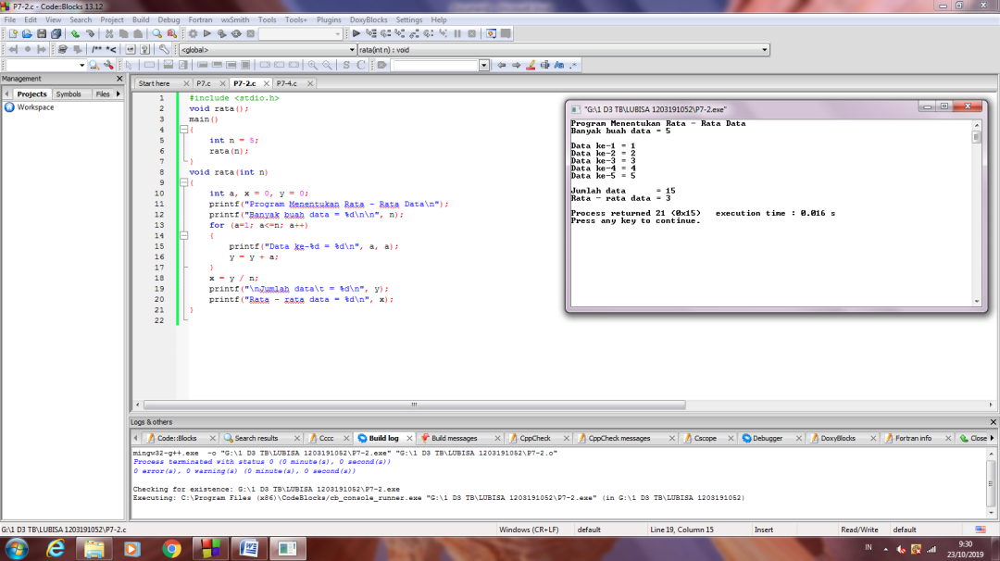 P7-2.c - Code::Blocks 13.12
File Edit View Search Project Build Debug Fortran wxSmith Tools Tools+ Plugins DoxyBlocks Settings Help
/** *<
<global> rata(int n) : void
S C
Management
Projects Symbols Files
Workspace
Start here P7.c P7-2.c P7-4.c
1 #include <stdio.h>
2 void rata();
3 main()
4 {
5 int n = 5;
6 rata(n);
7 }
8 void rata(int n)
9 {
10 int a, x = 0, y = 0;
11 printf("Program Menentukan Rata - Rata Data\n");
12 printf("Banyak buah data = %d\n\n", n);
13 for (a=1; a<=n; a++)
14 {
15 printf("Data ke-%d = %d\n", a, a);
16 y = y + a;
17 }
18 x = y / n;
19 printf("\nJumlah data\t = %d\n", y);
20 printf("Rata - rata data = %d\n", x);
21 }
22
"G:\1 D3 TB\LUBISA 1203191052\P7-2.exe"
Program Menentukan Rata - Rata Data
Banyak buah data = 5
Data ke-1 = 1
Data ke-2 = 2
Data ke-3 = 3
Data ke-4 = 4
Data ke-5 = 5
Jumlah data = 15
Rata - rata data = 3
Process returned 21 (0x15) execution time : 0.016 s
Press any key to continue.
Logs & others
Code::Blocks Search results Cccc Build log Build messages CppCheck CppCheck messages Cscope Debugger DoxyBlocks Fortran info Close
mingw32-g++.exe -o "G:\1 D3 TB\LUBISA 1203191052\P7-2.exe" "G:\1 D3 TB\LUBISA 1203191052\P7-2.o"
Process terminated with status 0 (0 minute(s), 0 second(s))
0 error(s), 0 warning(s) (0 minute(s), 0 second(s))
Checking for existence: G:\1 D3 TB\LUBISA 1203191052\P7-2.exe
Executing: C:\Program Files (x86)\CodeBlocks/cb_console_runner.exe "G:\1 D3 TB\LUBISA 1203191052\P7-2.exe" (in G:\1 D3 TB\LUBISA 1203191052)
G:\1 D3 TB\LUBISA 1203191052\P7-2.c Windows (CR+LF) default Line 19, Column 15 Insert Read/Write default
IN 9:30
23/10/2019